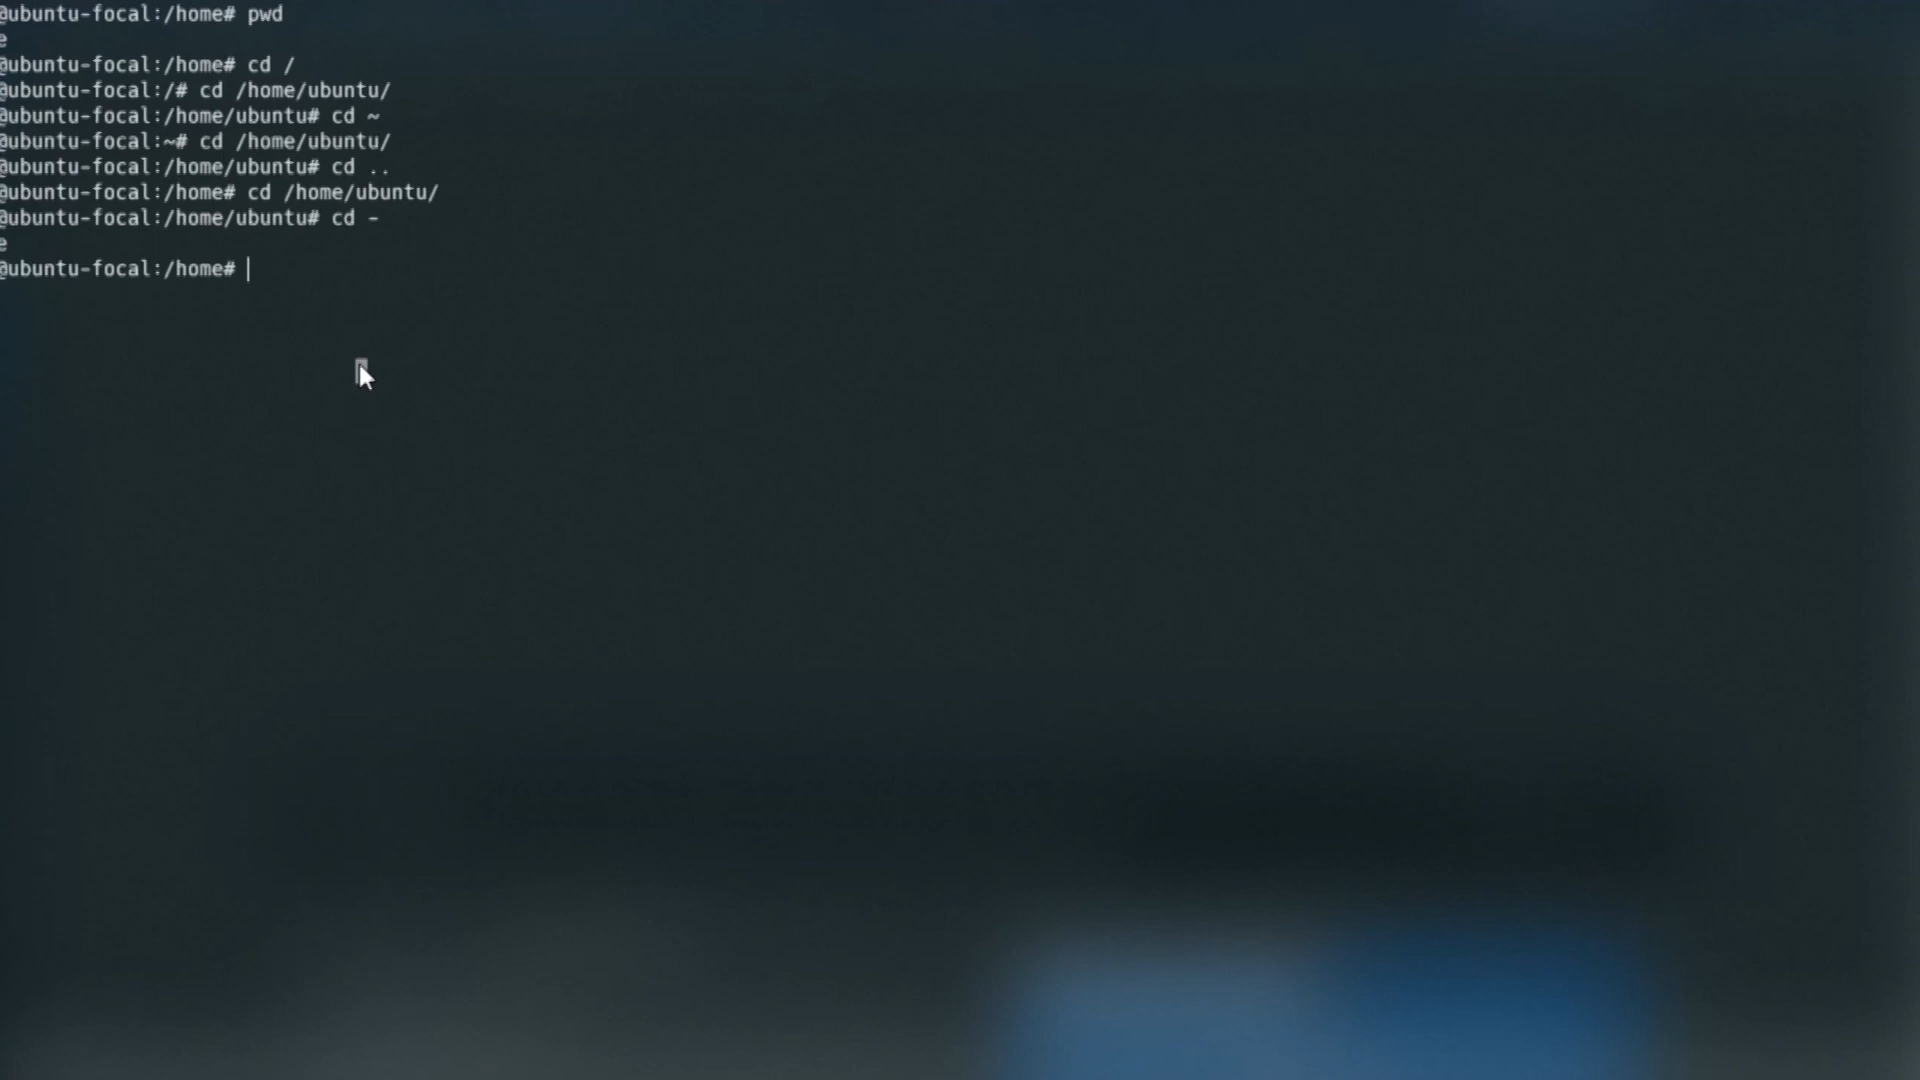 @ubuntu-focal:/home# pwd
e
@ubuntu-focal:/home# cd /
@ubuntu-focal:/# cd /home/ubuntu/
@ubuntu-focal:/home/ubuntu# cd ~
@ubuntu-focal:~# cd /home/ubuntu/
@ubuntu-focal:/home/ubuntu# cd ..
@ubuntu-focal:/home# cd /home/ubuntu/
@ubuntu-focal:/home/ubuntu# cd -
e
@ubuntu-focal:/home#